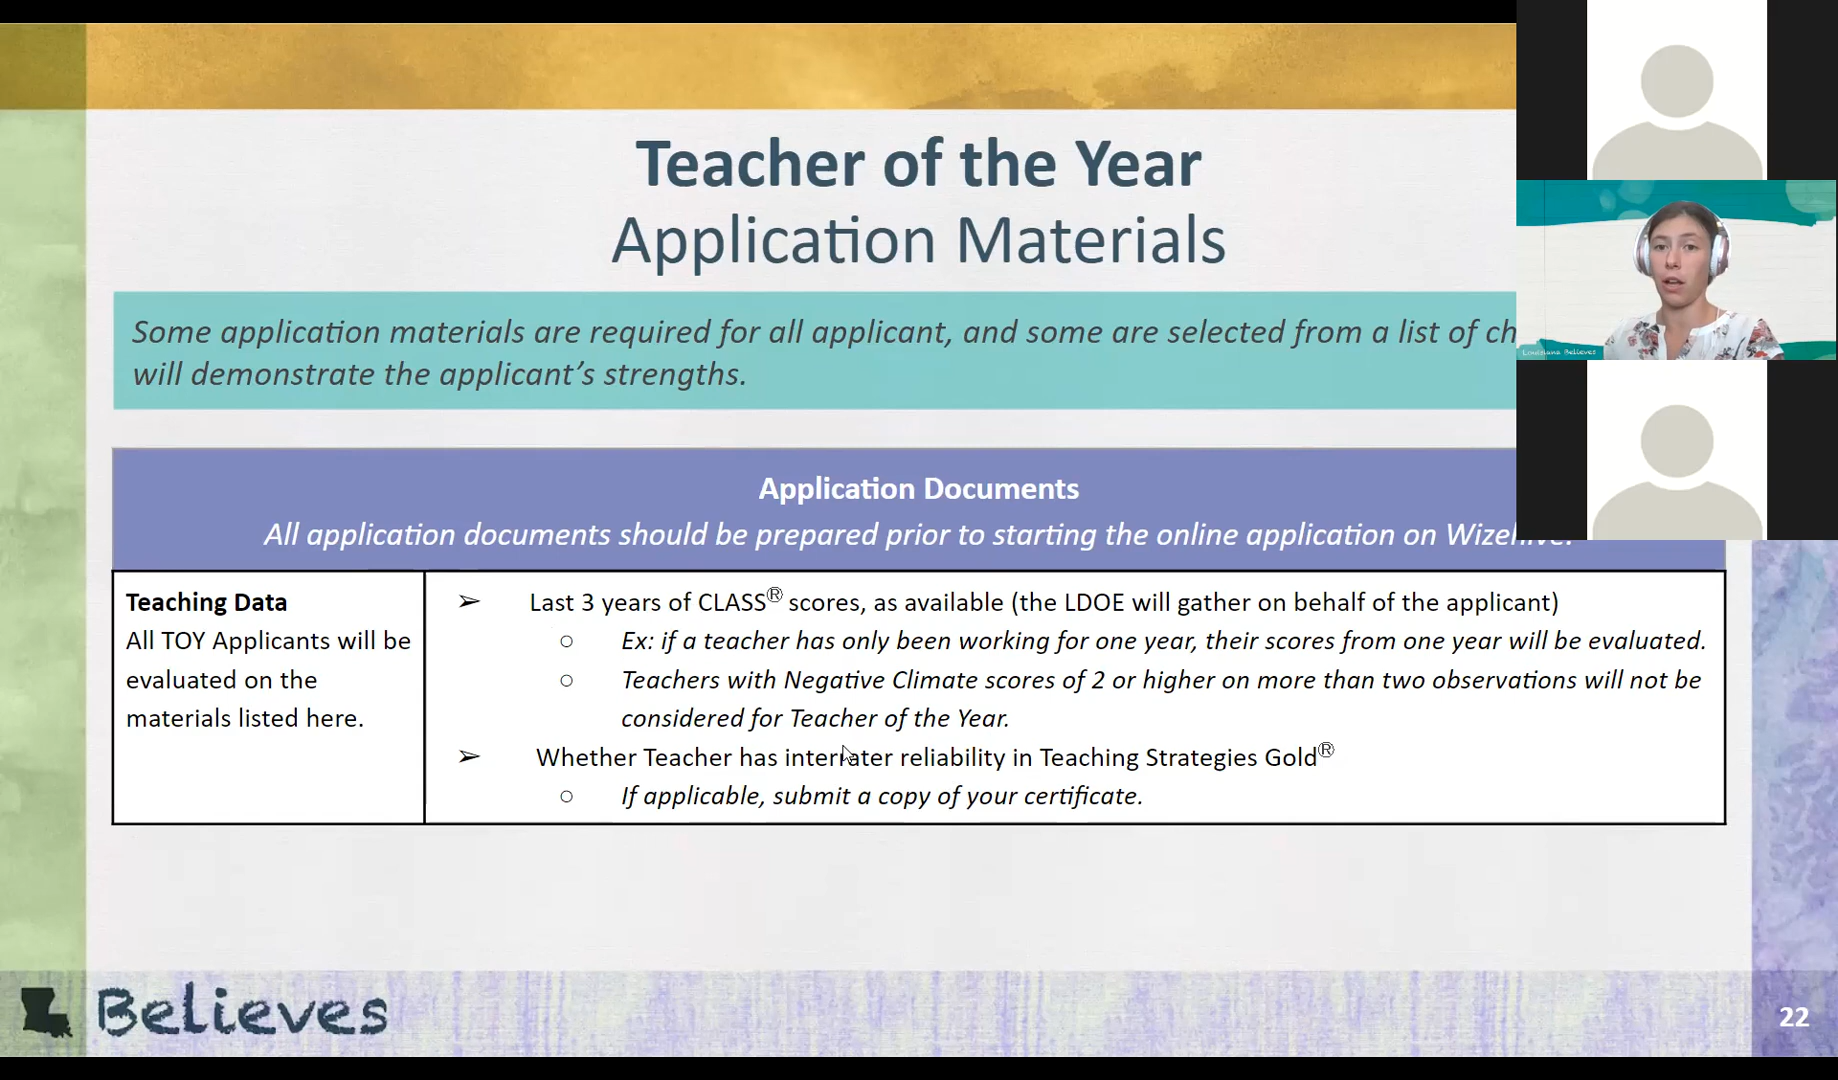 Teacher of the Year
Application Materials
Some application materials are required for all applicant, and some are selected from a list of
will demonstrate the applicant's strengths.
Application Documents
All application documents should be prepared prior to starting the online application on
Teaching Data
All TOY Applicants will be
evaluated on the
materials listed here.
➢ Last 3 years of CLASS® scores, as available (the LDOE will gather on behalf of the applicant)
○ Ex: if a teacher has only been working for one year, their scores from one year will be evaluated.
○ Teachers with Negative Climate scores of 2 or higher on more than two observations will not be
considered for Teacher of the Year.
➢ Whether Teacher has interrater reliability in Teaching Strategies Gold®
○ If applicable, submit a copy of your certificate.
Believes
22
Louisiana Believes